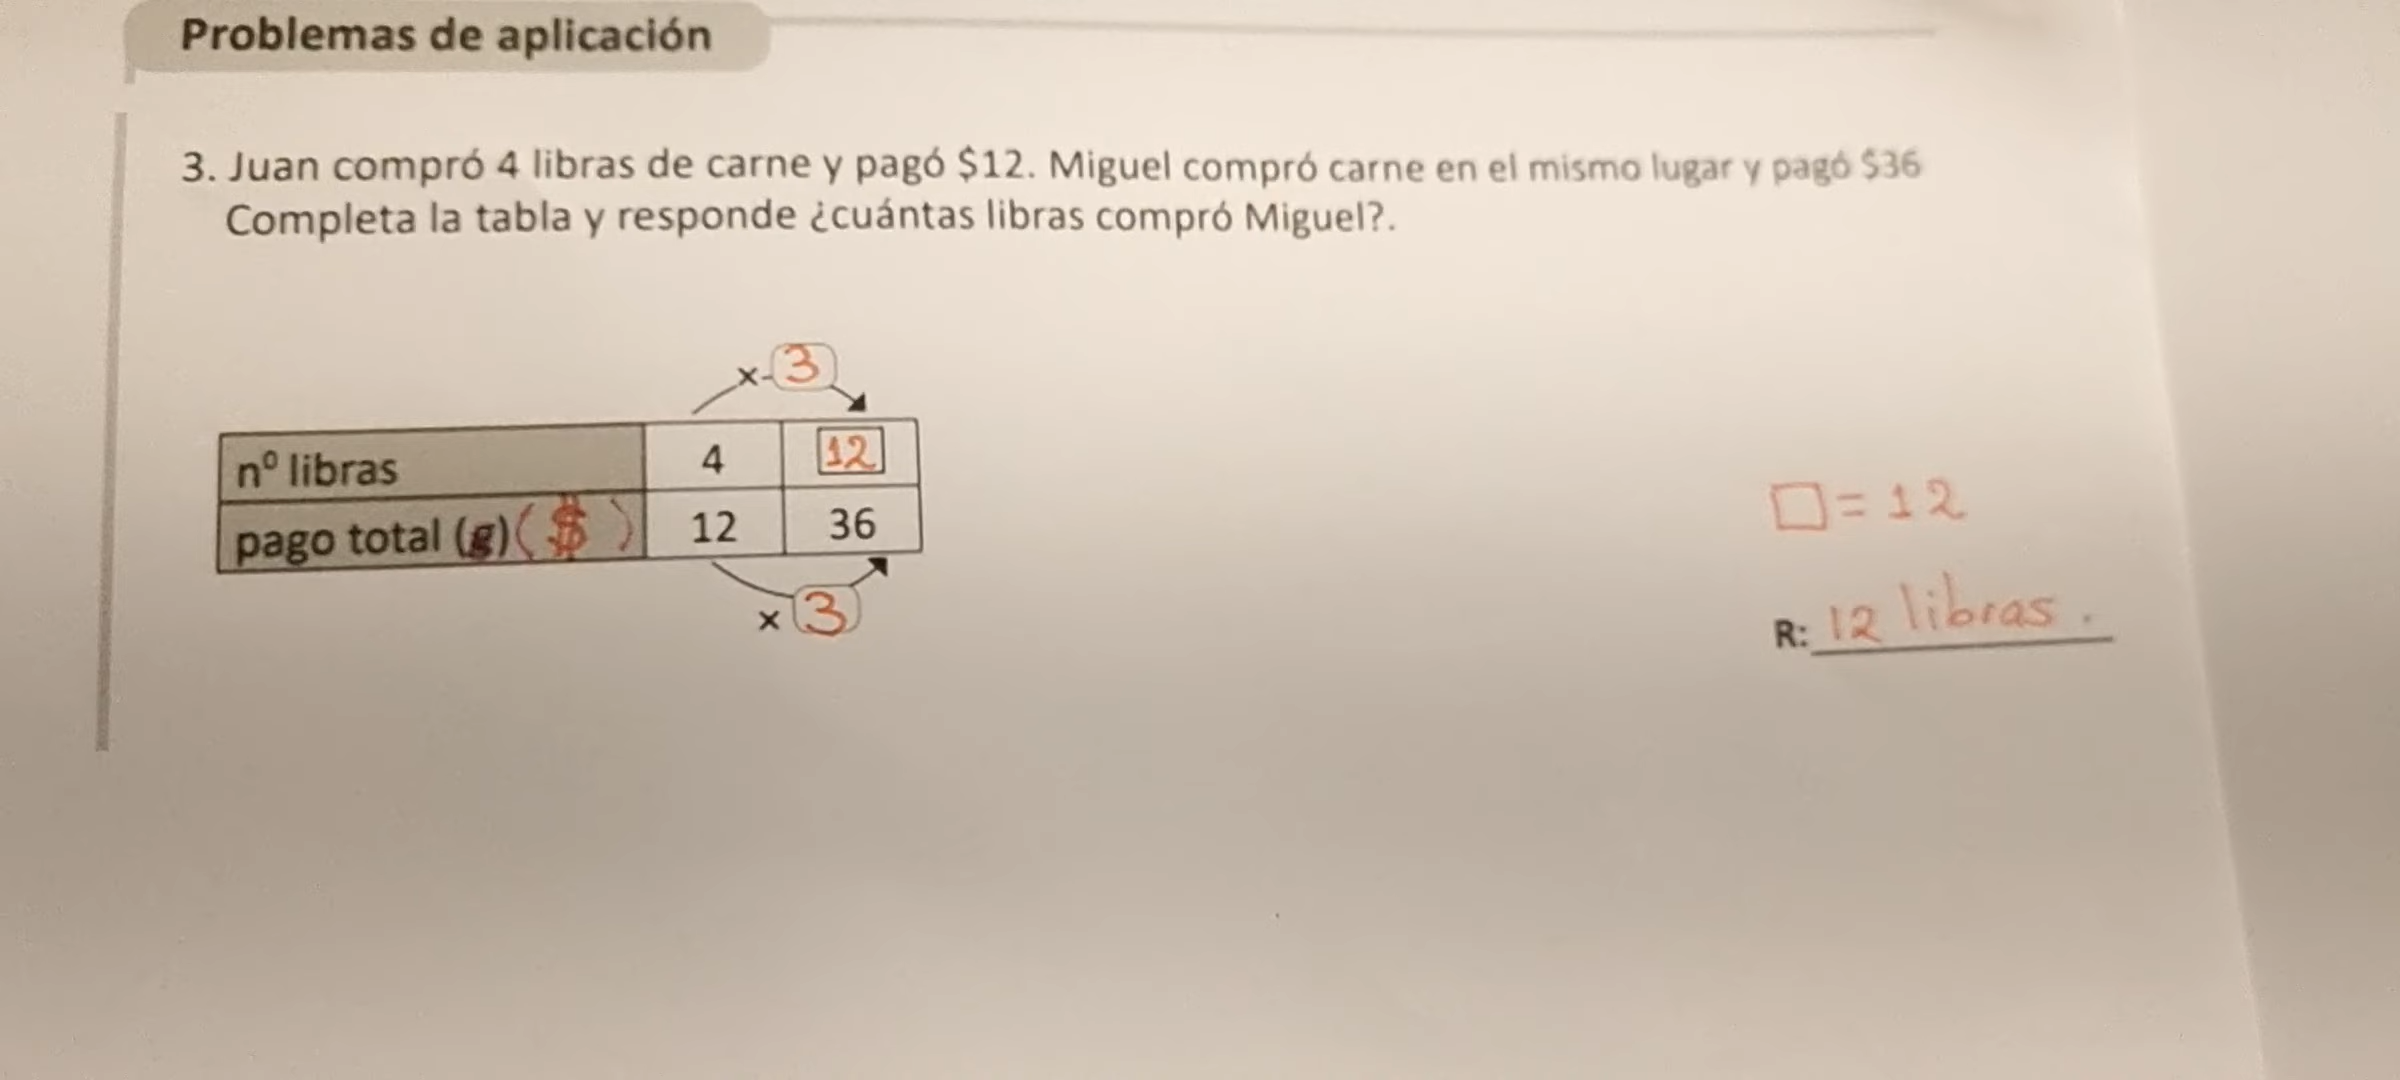 Problemas de aplicación
3. Juan compró 4 libras de carne y pagó $12. Miguel compró carne en el mismo lugar y pagó $36
Completa la tabla y responde ¿cuántas libras compró Miguel?.
x 3
nº libras 4 12
pago total (g) ($) 12 36
x 3
□ = 12
R: 12 libras.